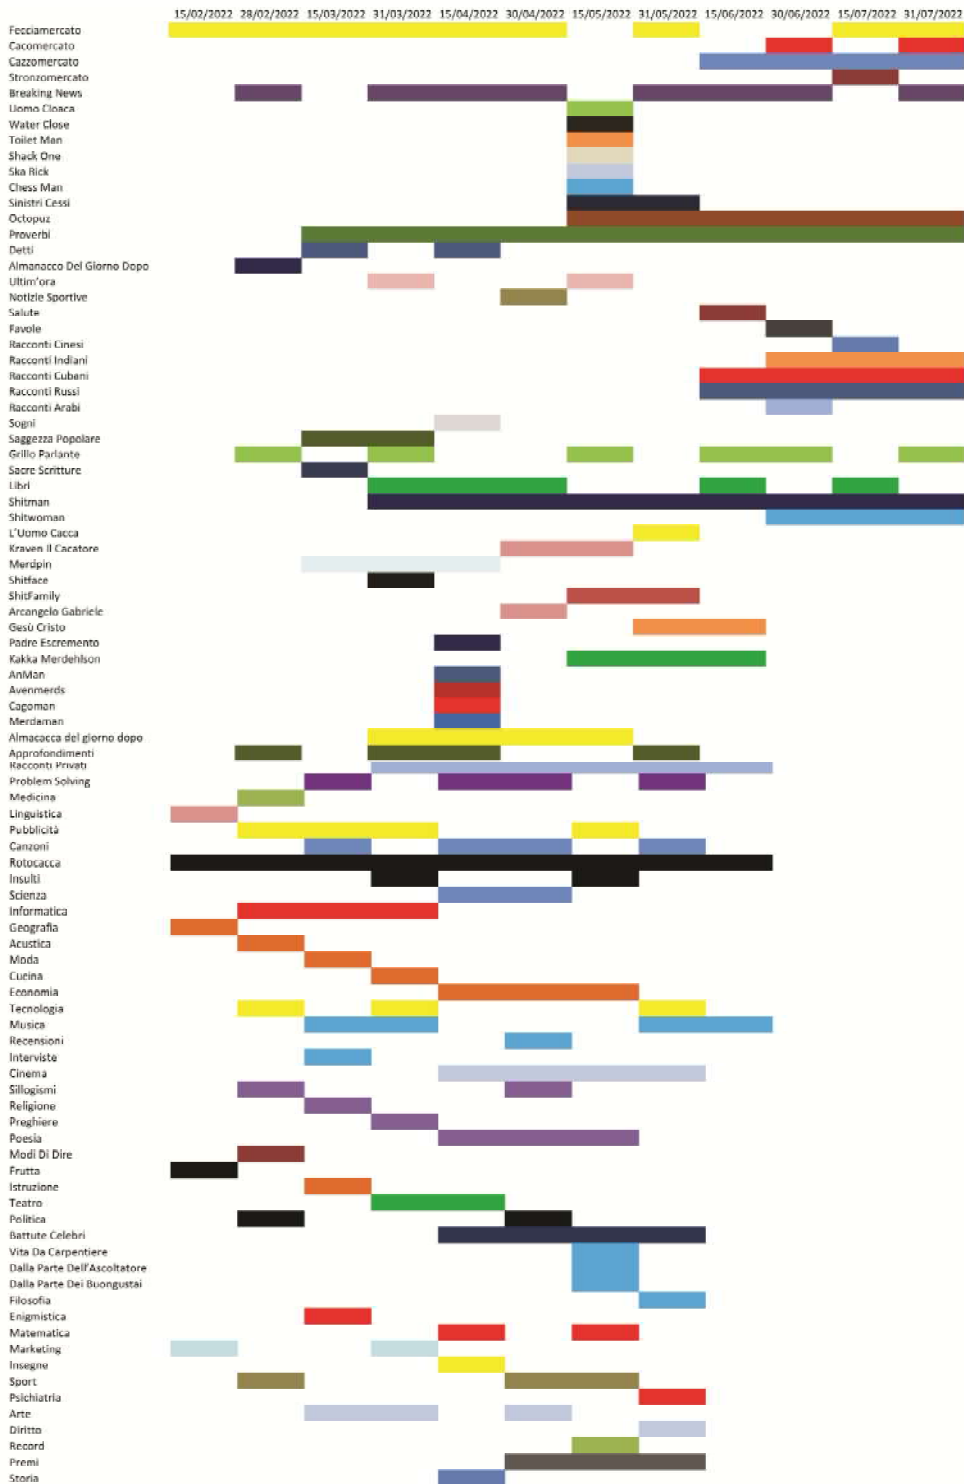 15/02/2022 28/02/2022 15/03/2022 31/03/2022 15/04/2022 30/04/2022 15/05/2022 31/05/2022 15/06/2022 30/06/2022 15/07/2022 31/07/2022
Fecciamercato
Cacomercato
Cazzomercato
Stronzomercato
Breaking News
Uomo Cloaca
Water Close
Toilet Man
Shack One
Ska Rick
Chess Man
Sinistri Cessi
Octopuz
Proverbi
Detti
Almanacco Del Giorno Dopo
Ultim'ora
Notizie Sportive
Salute
Favole
Racconti Cinesi
Racconti Indiani
Racconti Cubani
Racconti Russi
Racconti Arabi
Sogni
Saggezza Popolare
Grillo Parlante
Sacre Scritture
Libri
Shitman
Shitwoman
L'Uomo Cacca
Kraven Il Cacatore
Merdpin
Shitface
ShitFamily
Arcangelo Gabriele
Gesù Cristo
Padre Escremento
Kakka Merdehlson
AnMan
Avenmerds
Cagoman
Merdaman
Almacacca del giorno dopo
Approfondimenti
Racconti Privati
Problem Solving
Medicina
Linguistica
Pubblicità
Canzoni
Rotocacca
Insulti
Scienza
Informatica
Geografia
Acustica
Moda
Cucina
Economia
Tecnologia
Musica
Recensioni
Interviste
Cinema
Sillogismi
Religione
Preghiere
Poesia
Modi Di Dire
Frutta
Istruzione
Teatro
Politica
Battute Celebri
Vita Da Carpentiere
Dalla Parte Dell'Ascoltatore
Dalla Parte Dei Buongustai
Filosofia
Enigmistica
Matematica
Marketing
Insegne
Sport
Psichiatria
Arte
Diritto
Record
Premi
Storia